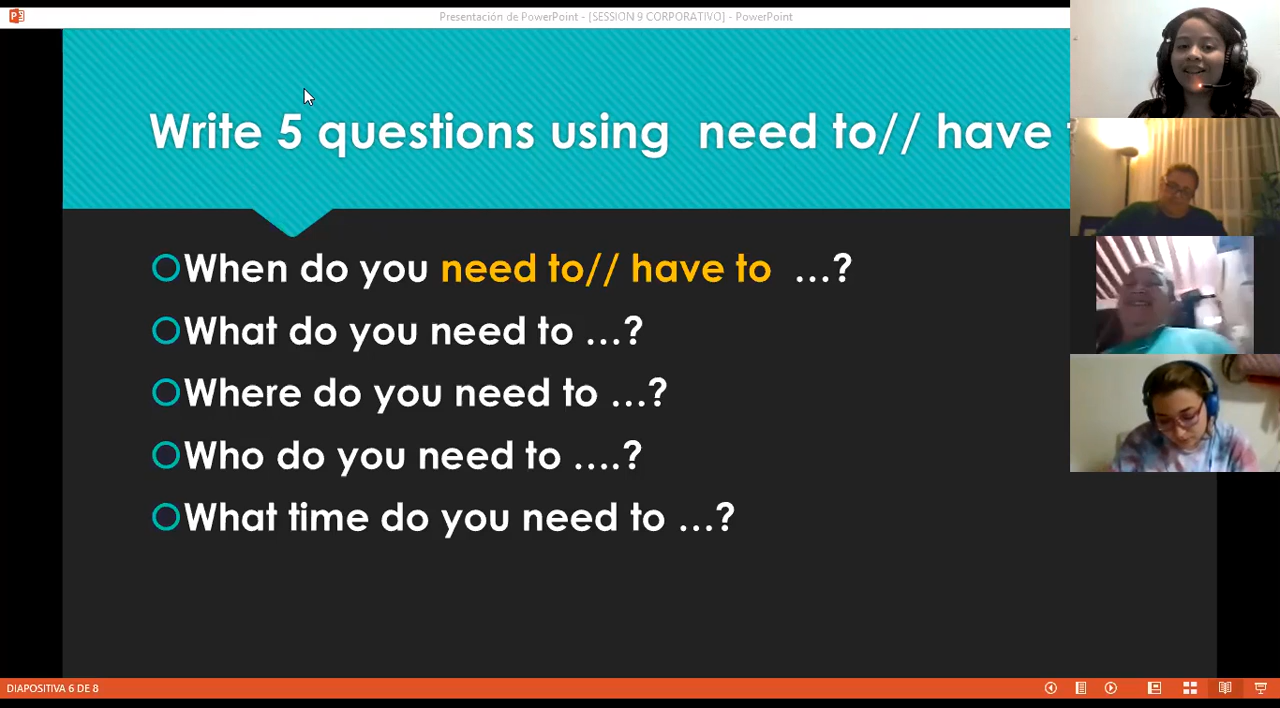 Presentación de PowerPoint - [SESSION 9 CORPORATIVO] - PowerPoint
Write 5 questions using need to// have
When do you need to// have to ...?
What do you need to ...?
Where do you need to ...?
Who do you need to ....?
What time do you need to ...?
DIAPOSITIVA 6 DE 8